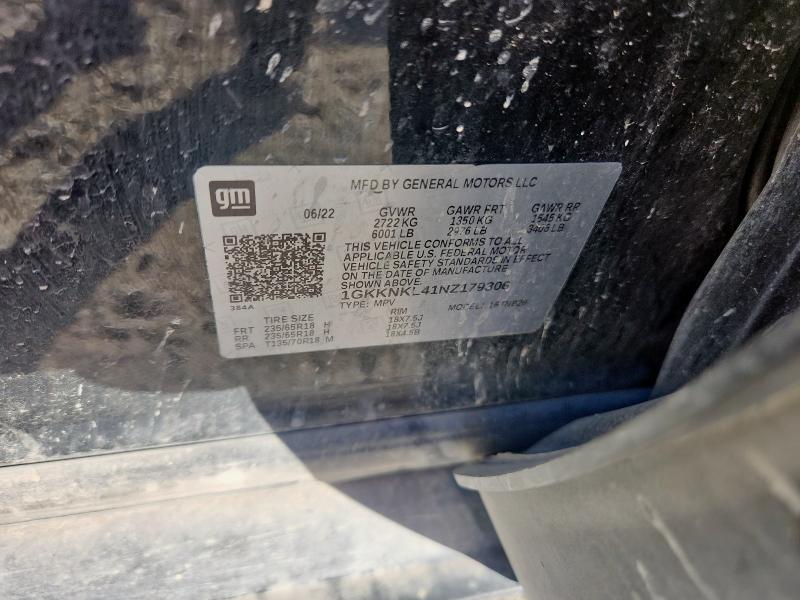 gm
MFD BY GENERAL MOTORS LLC
06/22 GVWR GAWR FRT GAWR RR
2722 KG 1350 KG 1545 KG
6001 LB 2976 LB 3406 LB
THIS VEHICLE CONFORMS TO ALL
APPLICABLE U.S. FEDERAL MOTOR
VEHICLE SAFETY STANDARDS IN EFFECT
ON THE DATE OF MANUFACTURE
SHOWN ABOVE.
1GKKNKL41NZ179306
384A TYPE: MPV MODEL:
TIRE SIZE RIM
FRT 235/65R18 H 18X7.5J
RR 235/65R18 H 18X7.5J
SPA T135/70R18 M 18X4.5B